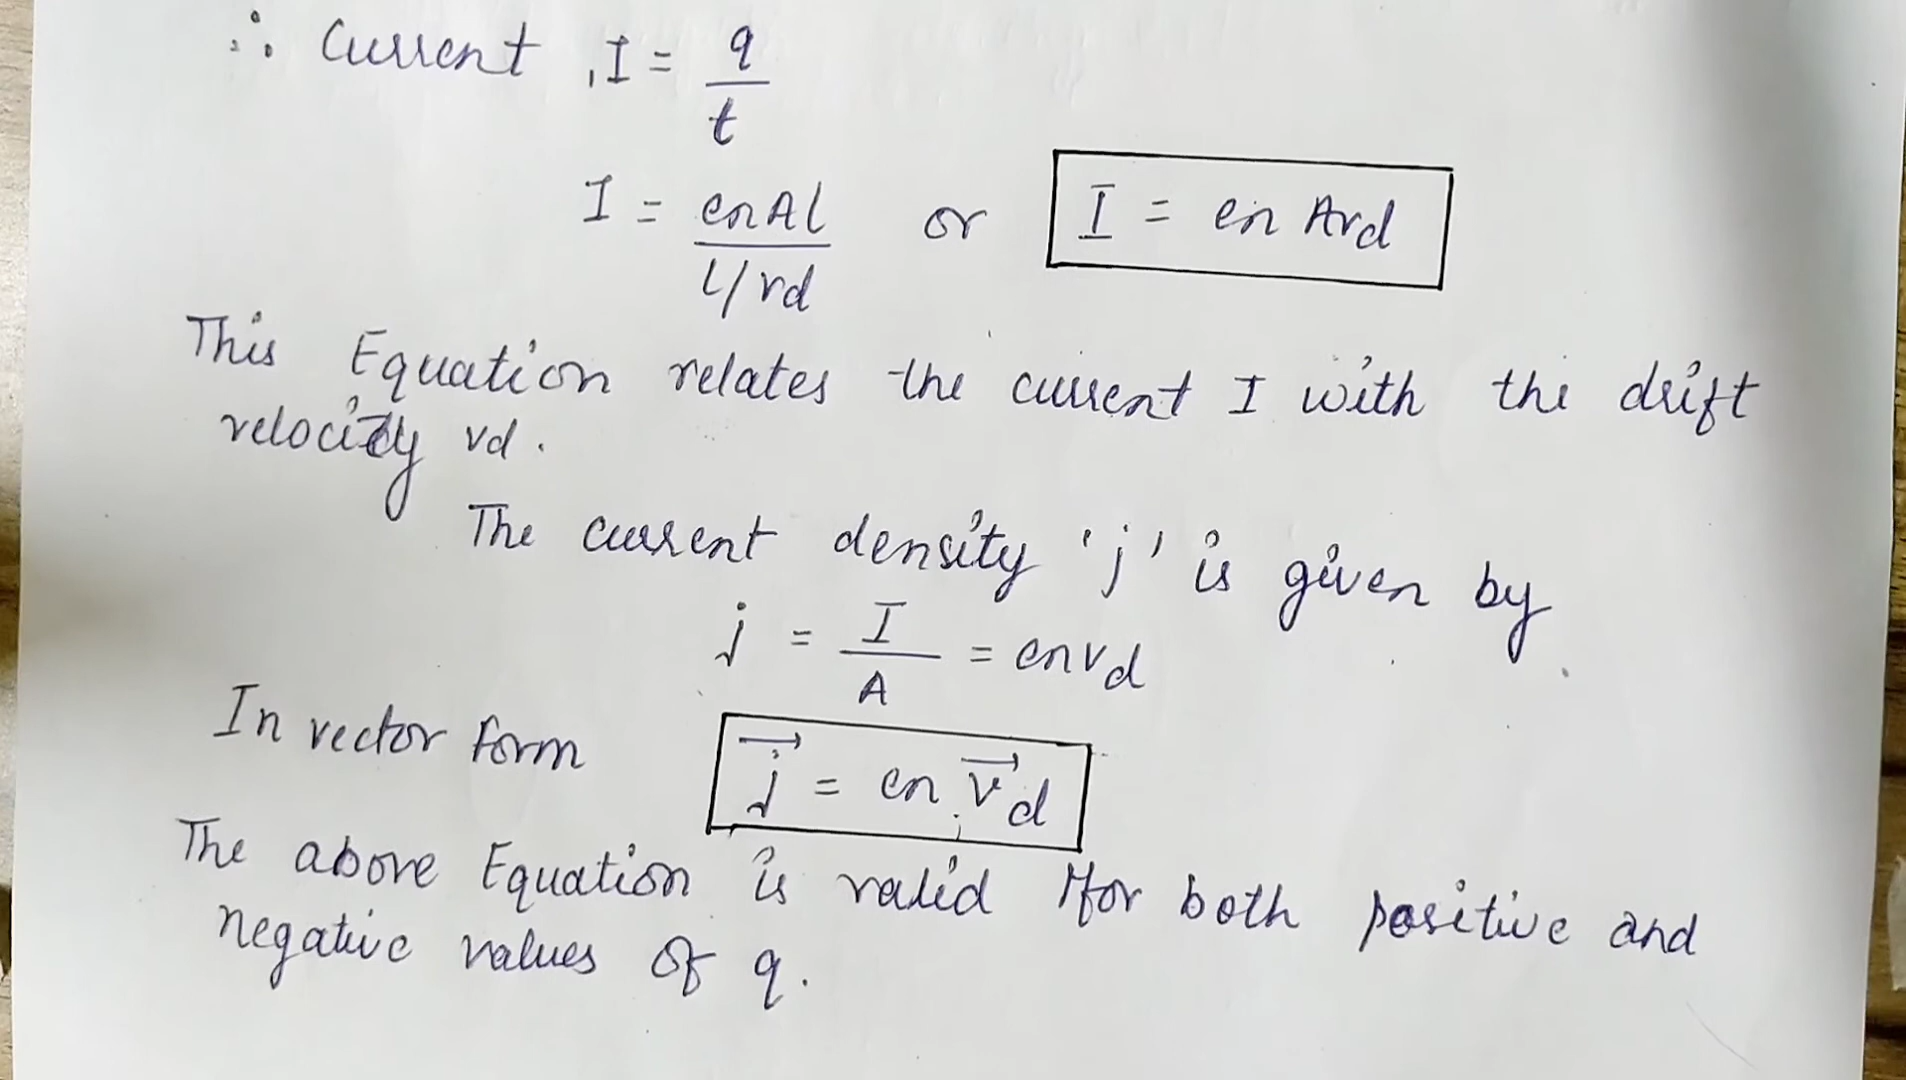 ∴ Current, I = q/t
I = enAl / l/vd or I = en Avd
This Equation relates the current I with the drift
velocity vd.
The current density 'j' is given by
j = I/A = envd
In vector form j⃗ = en v⃗d
The above Equation is valid for both positive and
negative values of q.